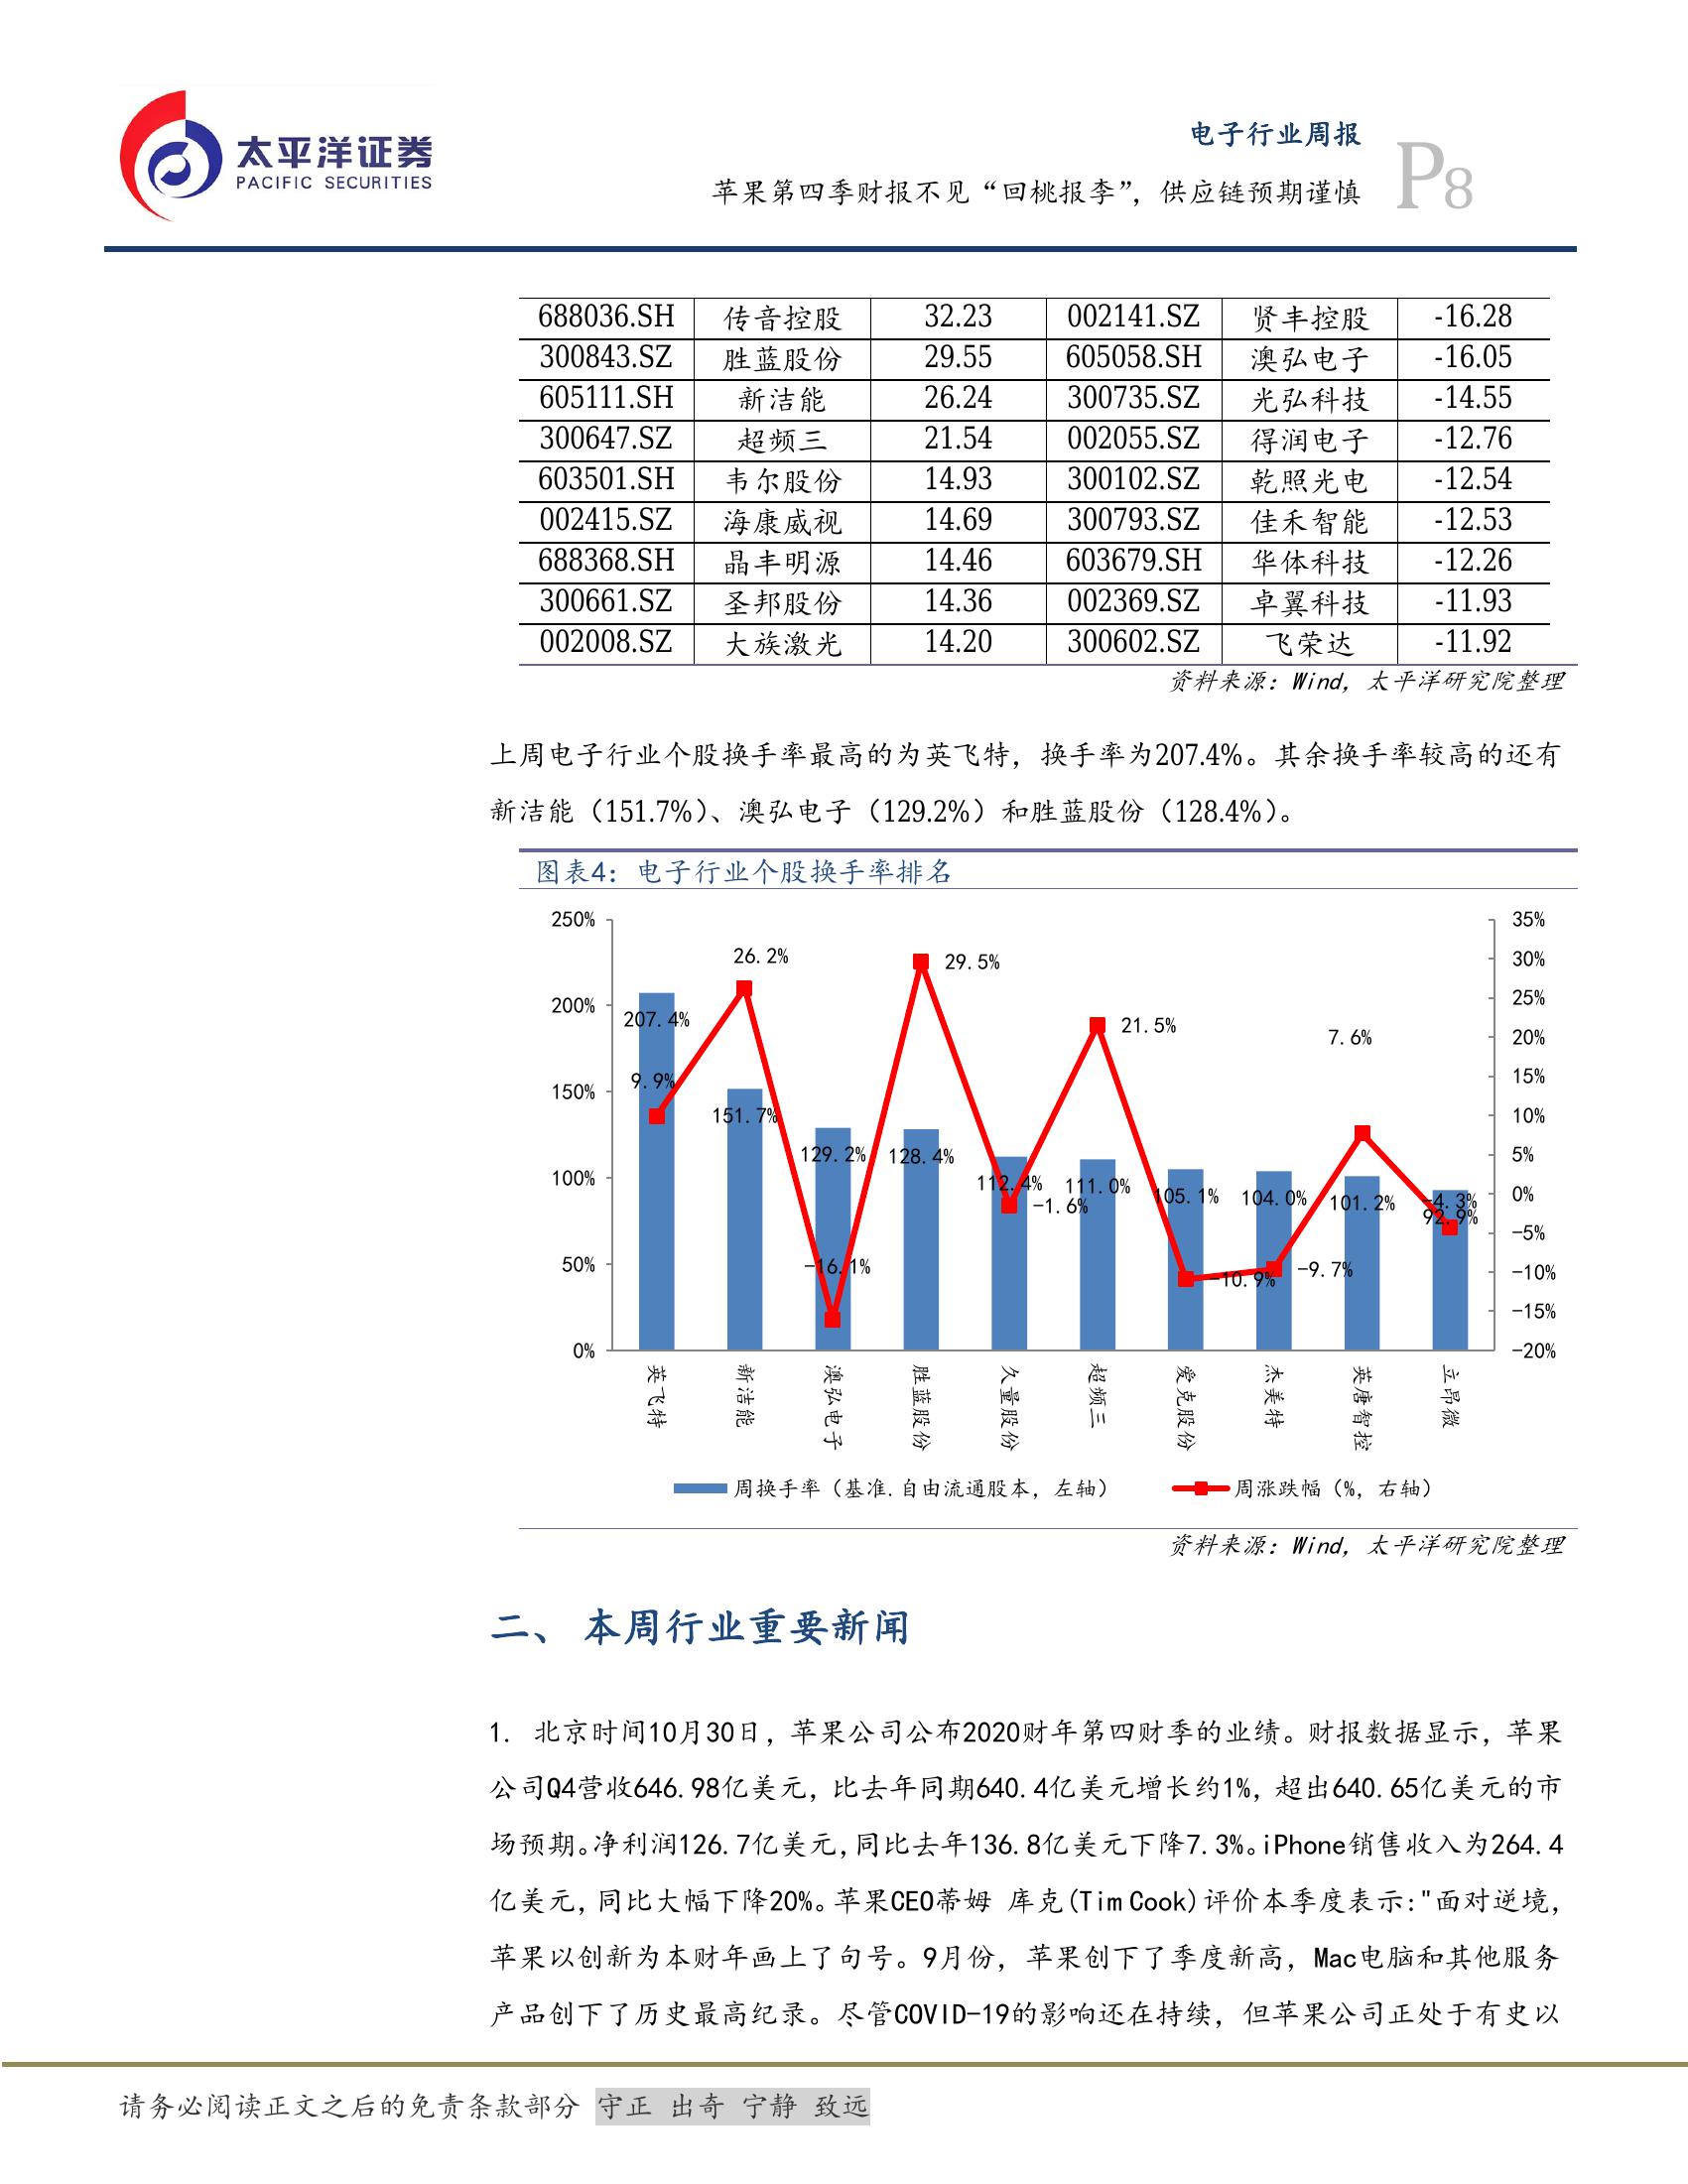 太平洋证券
PACIFIC SECURITIES
电子行业周报
苹果第四季财报不见“回桃报李”，供应链预期谨慎
P8
688036.SH 传音控股 32.23 002141.SZ 贤丰控股 -16.28
300843.SZ 胜蓝股份 29.55 605058.SH 澳弘电子 -16.05
605111.SH 新洁能 26.24 300735.SZ 光弘科技 -14.55
300647.SZ 超频三 21.54 002055.SZ 得润电子 -12.76
603501.SH 韦尔股份 14.93 300102.SZ 乾照光电 -12.54
002415.SZ 海康威视 14.69 300793.SZ 佳禾智能 -12.53
688368.SH 晶丰明源 14.46 603679.SH 华体科技 -12.26
300661.SZ 圣邦股份 14.36 002369.SZ 卓翼科技 -11.93
002008.SZ 大族激光 14.20 300602.SZ 飞荣达 -11.92
资料来源：Wind，太平洋研究院整理
上周电子行业个股换手率最高的为英飞特，换手率为207.4%。其余换手率较高的还有
新洁能（151.7%）、澳弘电子（129.2%）和胜蓝股份（128.4%）。
图表4：电子行业个股换手率排名
250%
200%
150%
100%
50%
0%
35%
30%
25%
20%
15%
10%
5%
0%
-5%
-10%
-15%
-20%
207.4%
151.7%
129.2%
128.4%
112.4%
111.0%
105.1%
104.0%
101.2%
92.9%
9.9%
26.2%
-16.1%
29.5%
-1.6%
21.5%
-10.9%
-9.7%
7.6%
-4.3%
英飞特
新洁能
澳弘电子
胜蓝股份
久量股份
超频三
爱克股份
杰美特
英唐智控
立昂微
周换手率（基准.自由流通股本，左轴）
周涨跌幅（%，右轴）
资料来源：Wind，太平洋研究院整理
二、 本周行业重要新闻
1. 北京时间10月30日，苹果公司公布2020财年第四财季的业绩。财报数据显示，苹果
公司Q4营收646.98亿美元，比去年同期640.4亿美元增长约1%，超出640.65亿美元的市
场预期。净利润126.7亿美元，同比去年136.8亿美元下降7.3%。iPhone销售收入为264.4
亿美元，同比大幅下降20%。苹果CEO蒂姆 库克(Tim Cook)评价本季度表示:"面对逆境，
苹果以创新为本财年画上了句号。9月份，苹果创下了季度新高，Mac电脑和其他服务
产品创下了历史最高纪录。尽管COVID-19的影响还在持续，但苹果公司正处于有史以
请务必阅读正文之后的免责条款部分 守正 出奇 宁静 致远